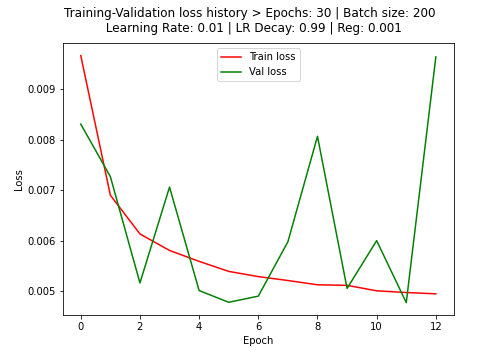 Training-Validation loss history > Epochs: 30 | Batch size: 200
Learning Rate: 0.01 | LR Decay: 0.99 | Reg: 0.001
Train loss
Val loss
0.009
0.008
0.007
0.006
0.005
Loss
0 2 4 6 8 10 12
Epoch